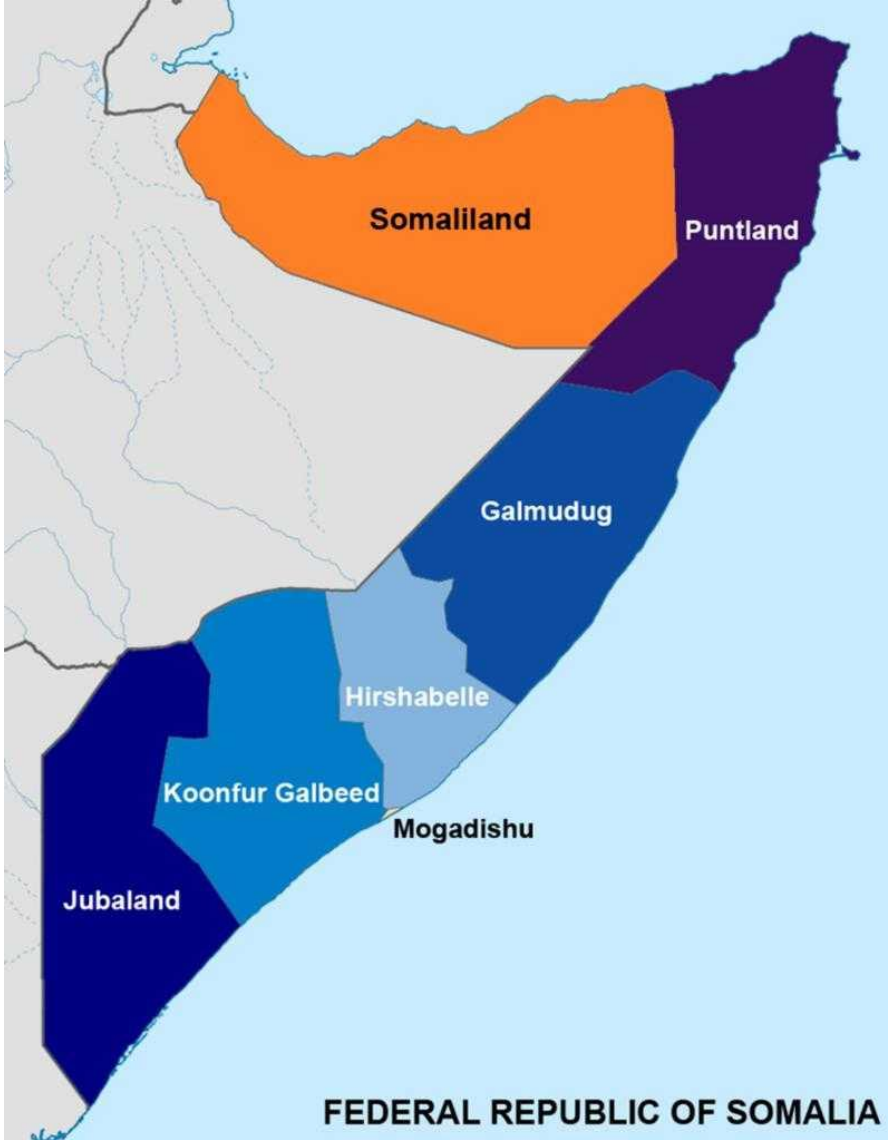 Somaliland
Puntland
Galmudug
Hirshabelle
Koonfur Galbeed
Mogadishu
Jubaland
FEDERAL REPUBLIC OF SOMALIA